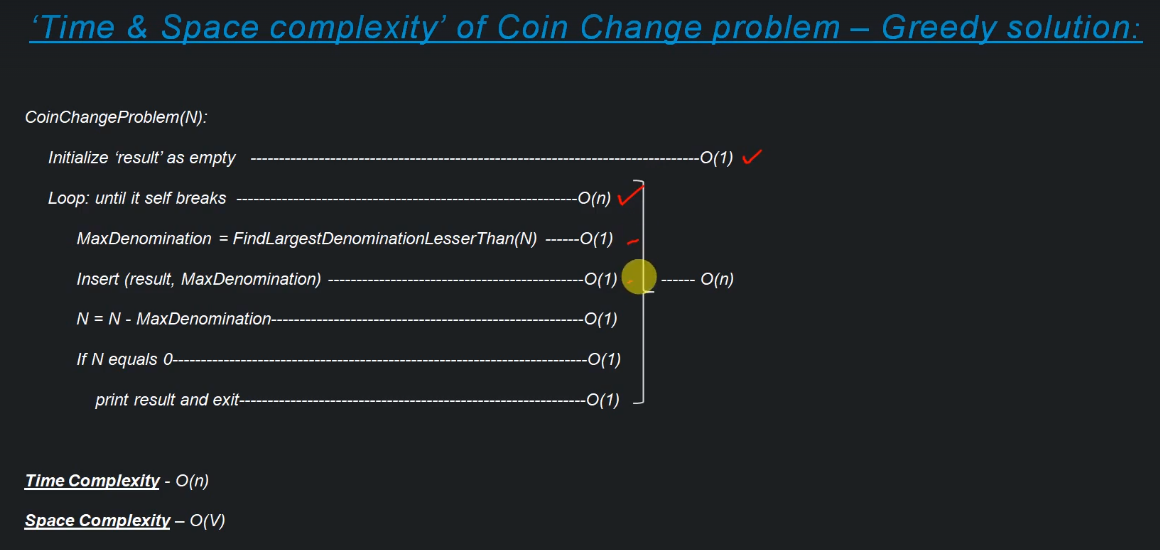 ‘Time & Space complexity’ of Coin Change problem – Greedy solution:
CoinChangeProblem(N):
Initialize ‘result’ as empty --------------------------------------------------------------------------------O(1)
Loop: until it self breaks -------------------------------------------------------------O(n)
MaxDenomination = FindLargestDenominationLesserThan(N) ------O(1)
Insert (result, MaxDenomination) ----------------------------------------------O(1) ------ O(n)
N = N - MaxDenomination--------------------------------------------------------O(1)
If N equals 0--------------------------------------------------------------------------O(1)
print result and exit--------------------------------------------------------------O(1)
Time Complexity - O(n)
Space Complexity – O(V)